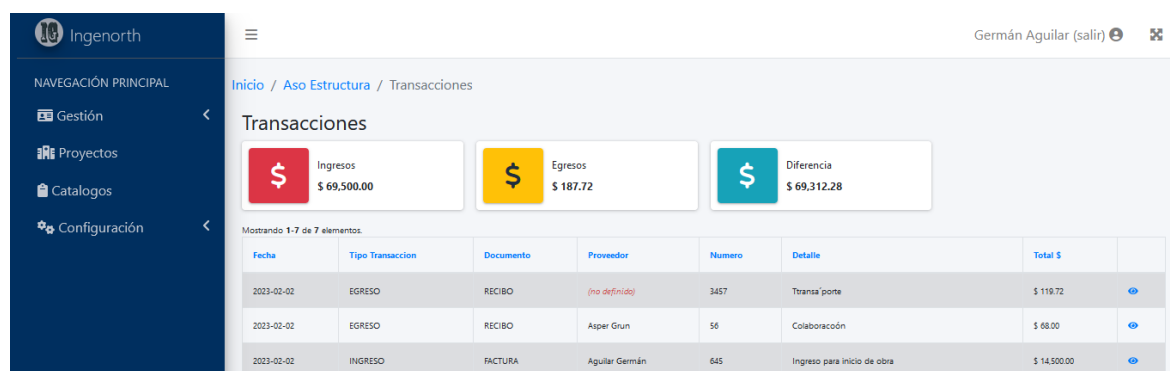 IG Ingenorth
Germán Aguilar (salir)
NAVEGACIÓN PRINCIPAL
Gestión
Proyectos
Catalogos
Configuración
Inicio / Aso Estructura / Transacciones
Transacciones
$ Ingresos
$ 69,500.00
$ Egresos
$ 187.72
$ Diferencia
$ 69,312.28
Mostrando 1-7 de 7 elementos.
Fecha Tipo Transaccion Documento Proveedor Numero Detalle Total $
2023-02-02 EGRESO RECIBO (no definido) 3457 Ttransa´porte $ 119.72
2023-02-02 EGRESO RECIBO Asper Grun 56 Colaboracoón $ 68.00
2023-02-02 INGRESO FACTURA Aguilar Germán 645 Ingreso para inicio de obra $ 14,500.00